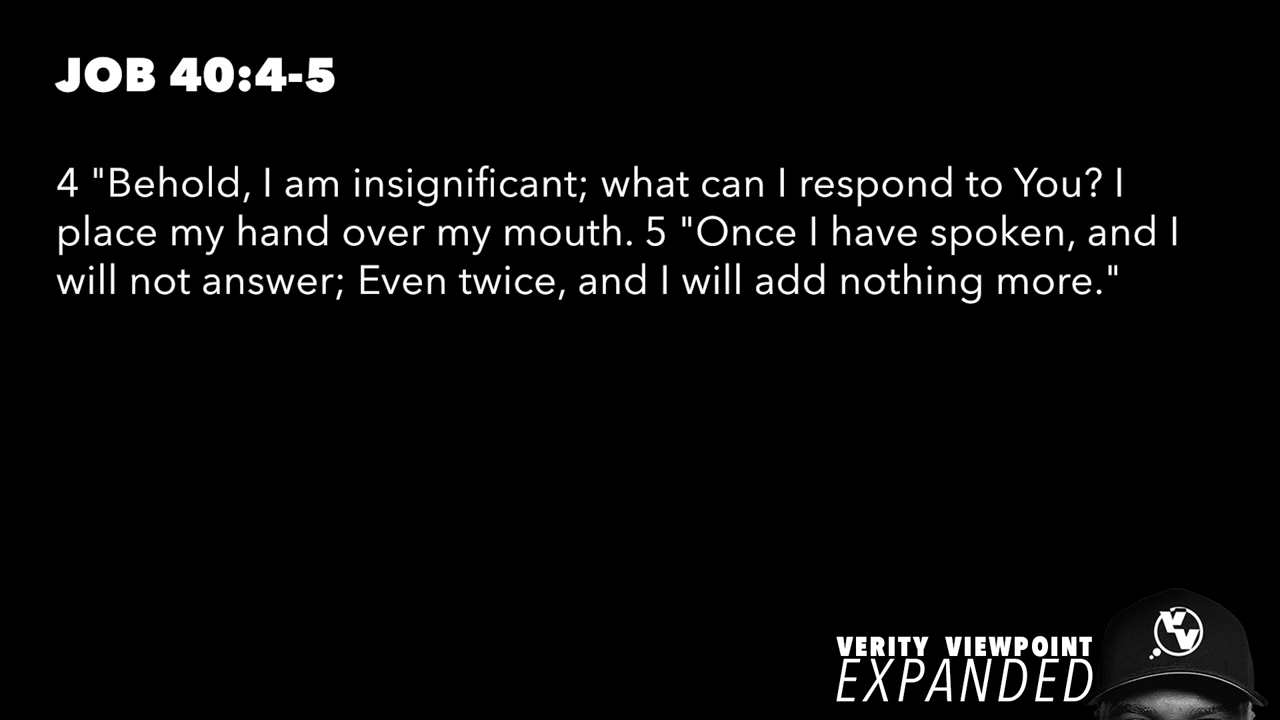 JOB 40:4-5
4 "Behold, I am insignificant; what can I respond to You? I
place my hand over my mouth. 5 "Once I have spoken, and I
will not answer; Even twice, and I will add nothing more."
VERITY VIEWPOINT
EXPANDED
VV